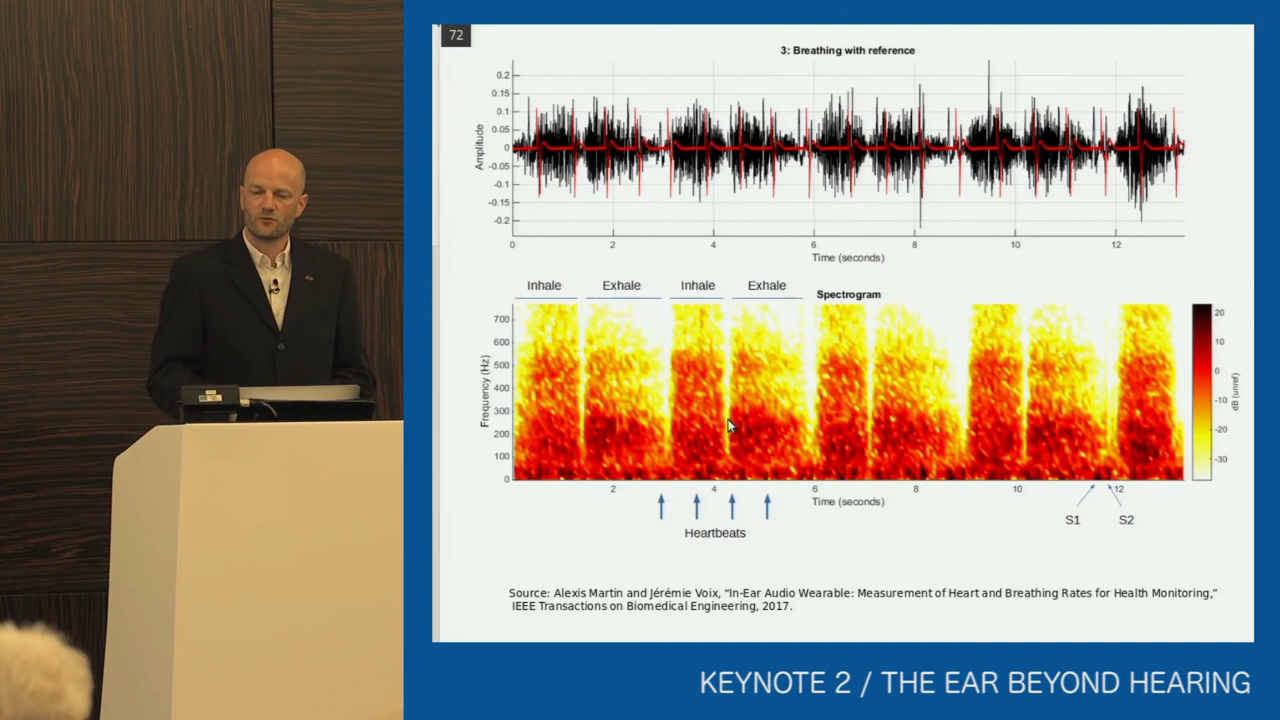 72
3: Breathing with reference
0.2
0.15
0.1
0.05
0
-0.05
-0.1
-0.15
-0.2
Amplitude
0 2 4 6 8 10 12
Time (seconds)
Inhale Exhale Inhale Exhale
Spectrogram
700
600
500
400
300
200
100
0
Frequency (Hz)
20
10
0
-10
-20
-30
dB (unref)
2 4 6 8 10 12
Time (seconds)
Heartbeats
S1 S2
Source: Alexis Martin and Jérémie Voix, “In-Ear Audio Wearable: Measurement of Heart and Breathing Rates for Health Monitoring,”
IEEE Transactions on Biomedical Engineering, 2017.
KEYNOTE 2 / THE EAR BEYOND HEARING